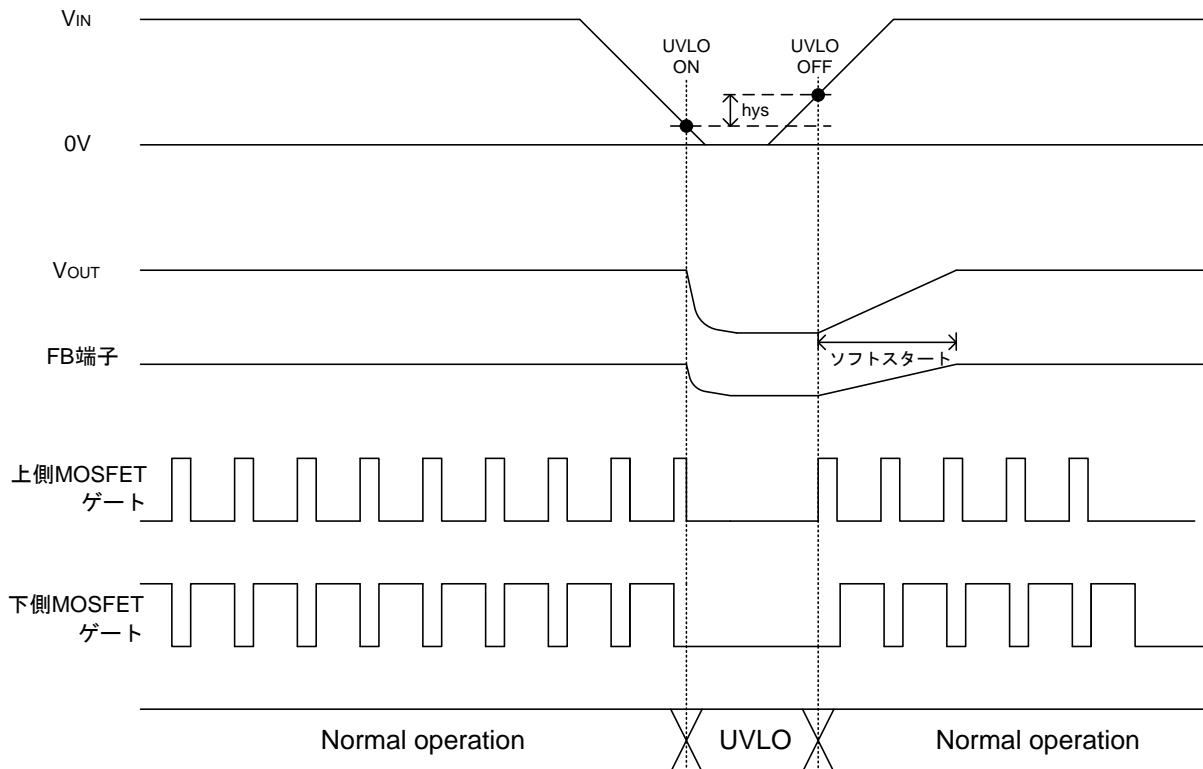 VIN
UVLO
ON
UVLO
OFF
hys
0V
VOUT
FB端子
ソフトスタート
上側MOSFET
ゲート
下側MOSFET
ゲート
Normal operation
UVLO
Normal operation